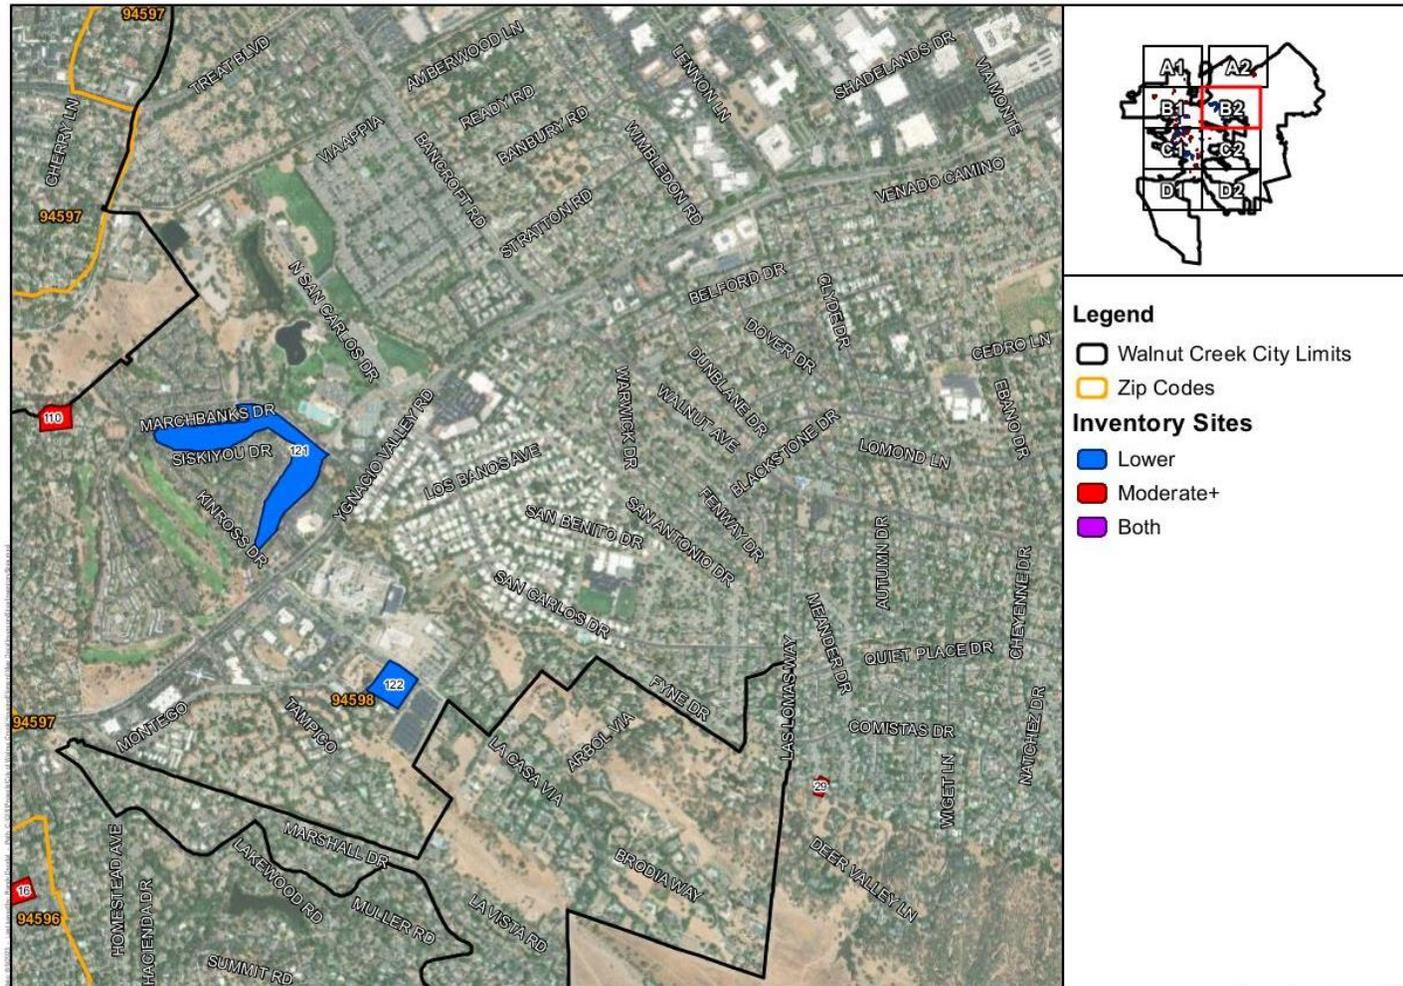 94597
TREAT BLVD
AMBERWOOD LN
LENNON LN
SHADELANDS DR
VIA MONTE
CHERRY LN
READY RD
VIA APPIA
BANBURY RD
BANCROFT RD
WIMBLEDON RD
VENADO CAMINO
94597
STRATTON RD
N SAN CARLOS DR
BELFORD DR
CLYDE DR
DOVER DR
CEDRO LN
DUNBLANE DR
WARWICK DR
WALNUT AVE
EBANO DR
110
MARCHBANKS DR
SISKIYOU DR
121
YGNACIO VALLEY RD
BLACKSTONE DR
LOMOND LN
LOS BANOS AVE
KINROSS DR
SAN BENITO DR
SAN ANTONIO DR
FENWAY DR
AUTUMN DR
CHEYENNE DR
SAN CARLOS DR
MEANDER DR
QUIET PLACE DR
LAS LOMAS WAY
122
94598
FYNE DR
94597
MONTEGO
TAMPICO
ARBOL VIA
LA CASA VIA
COMISTAS DR
NATCHEZ DR
WIGET LN
29
MARSHALL DR
HOMESTEAD AVE
HACIENDA DR
LAKEWOOD RD
BRODIA WAY
DEER VALLEY LN
16
94596
MULLER RD
LA VISTA RD
SUMMIT RD
A1
A2
B1
B2
C1
C2
D1
D2
Legend
Walnut Creek City Limits
Zip Codes
Inventory Sites
Lower
Moderate+
Both